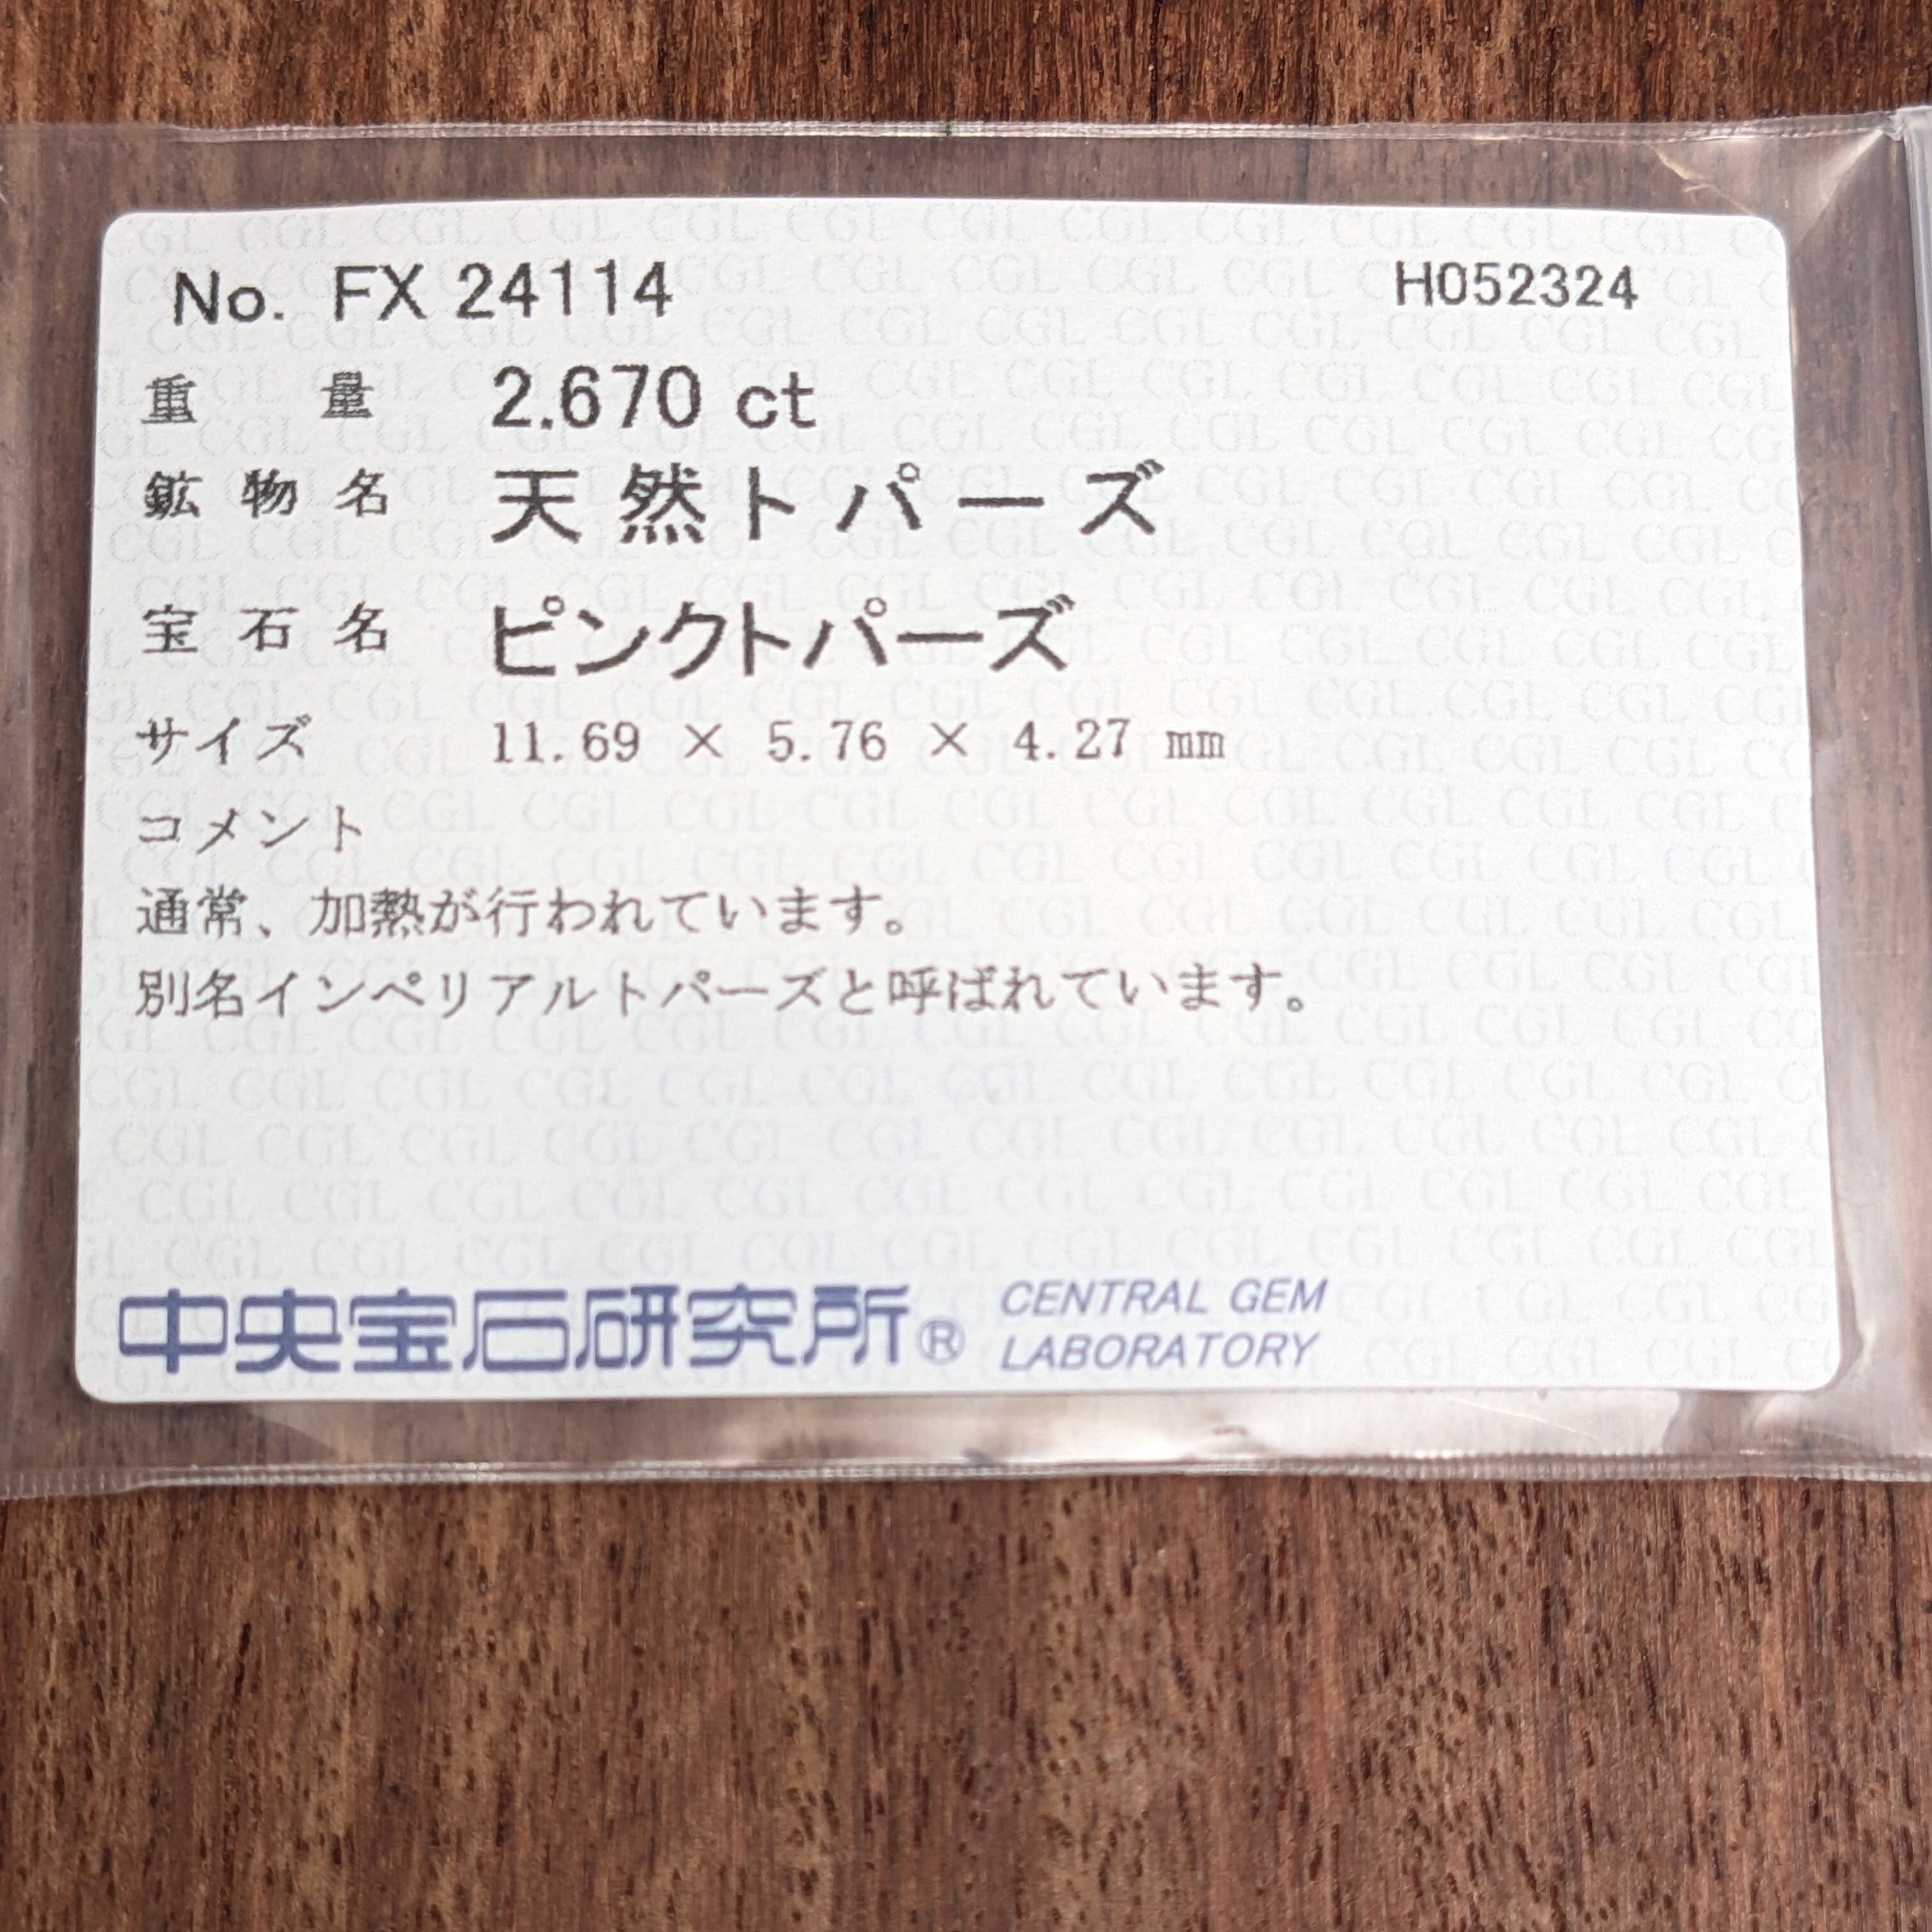 No. FX 24114 H052324
重量 2.670 ct
鉱物名 天然トパーズ
宝石名 ピンクトパーズ
サイズ 11.69 × 5.76 × 4.27 mm
コメント
通常、加熱が行われています。
別名インペリアルトパーズと呼ばれています。
中央宝石研究所® CENTRAL GEM
LABORATORY